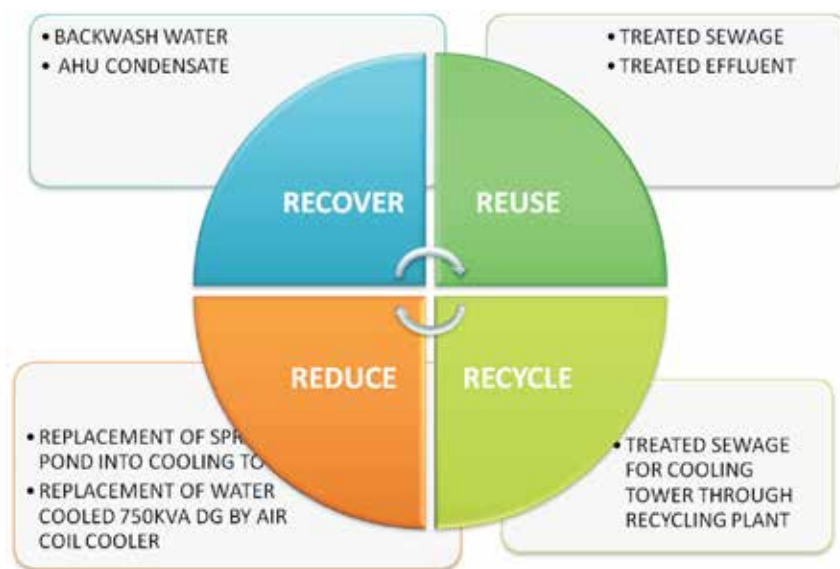 • BACKWASH WATER
• AHU CONDENSATE
• TREATED SEWAGE
• TREATED EFFLUENT
RECOVER
REUSE
REDUCE
RECYCLE
• REPLACEMENT OF
POND INTO COOLING
• REPLACEMENT OF WATER
COOLED 750KVA DG BY AIR
COIL COOLER
• TREATED SEWAGE
FOR COOLING
TOWER THROUGH
RECYCLING PLANT